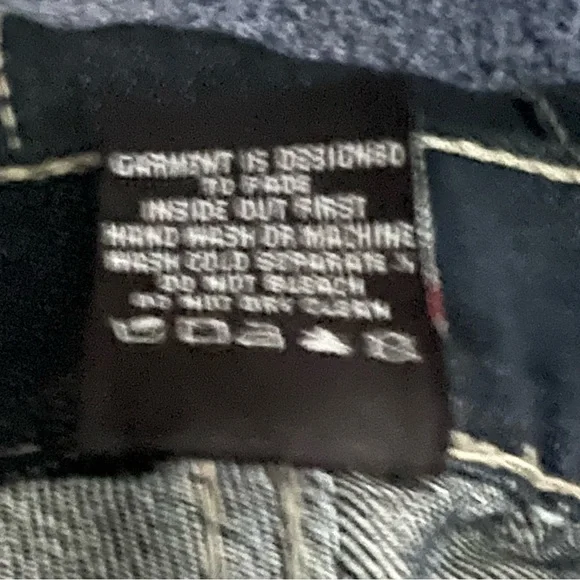 GARMENT IS DESIGNED
TO FADE
INSIDE OUT FIRST
HAND WASH OR MACHINE
WASH COLD SEPARATELY
DO NOT BLEACH
DO NOT DRY CLEAN